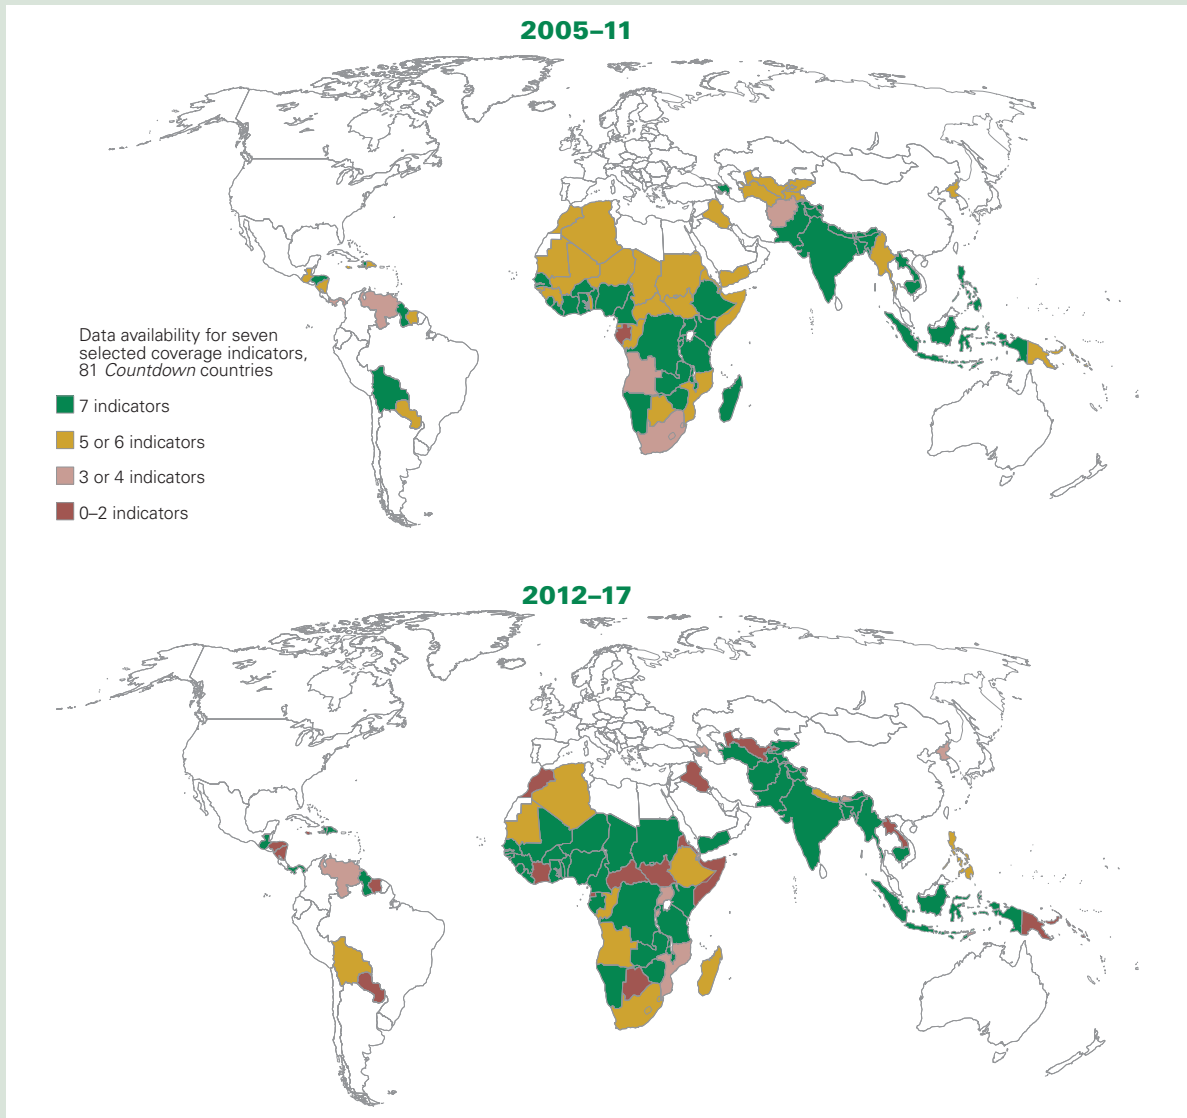 2005–11
Data availability for seven
selected coverage indicators,
81 Countdown countries
7 indicators
5 or 6 indicators
3 or 4 indicators
0–2 indicators
2012–17